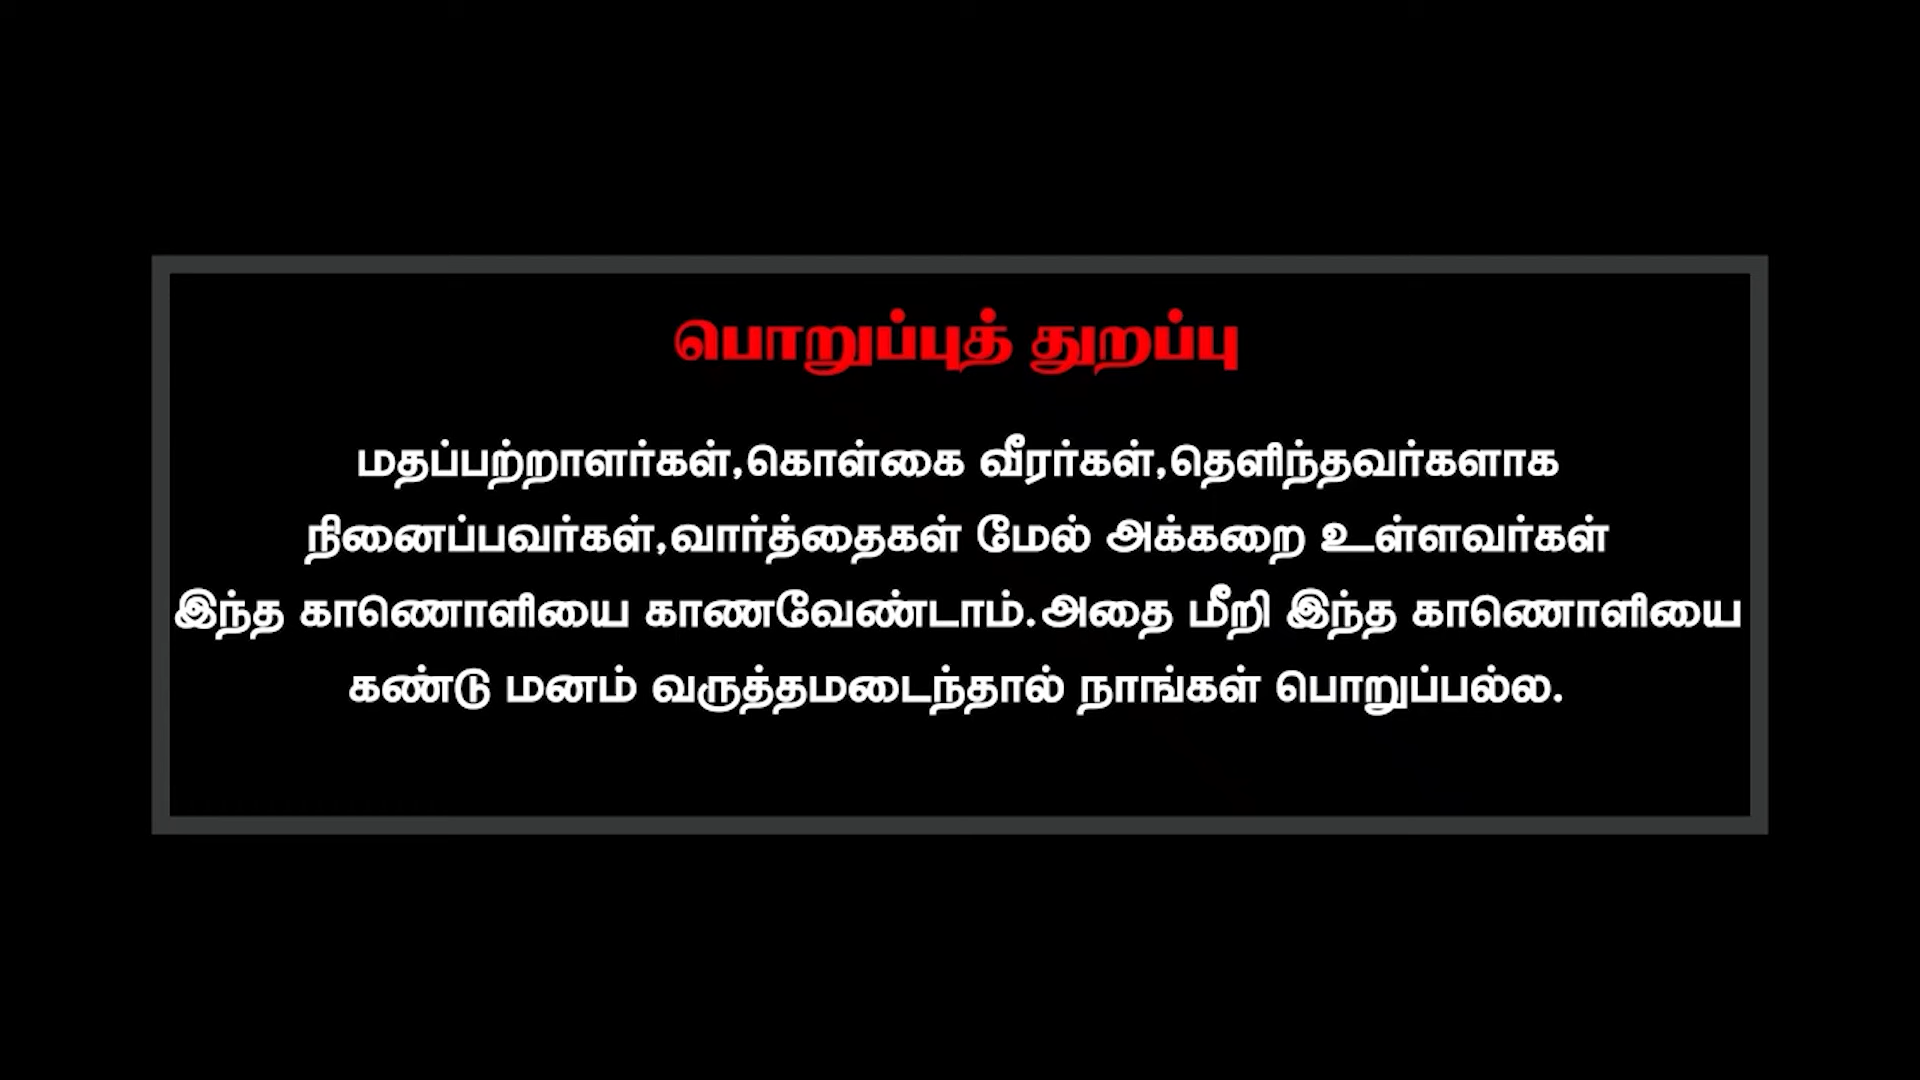 பொறுப்புத் துறப்பு
மதப்பற்றாளர்கள்,கொள்கை வீரர்கள்,தெளிந்தவர்களாக
நினைப்பவர்கள்,வார்த்தைகள் மேல் அக்கறை உள்ளவர்கள்
இந்த காணொளியை காணவேண்டாம்.அதை மீறி இந்த காணொளியை
கண்டு மனம் வருத்தமடைந்தால் நாங்கள் பொறுப்பல்ல.